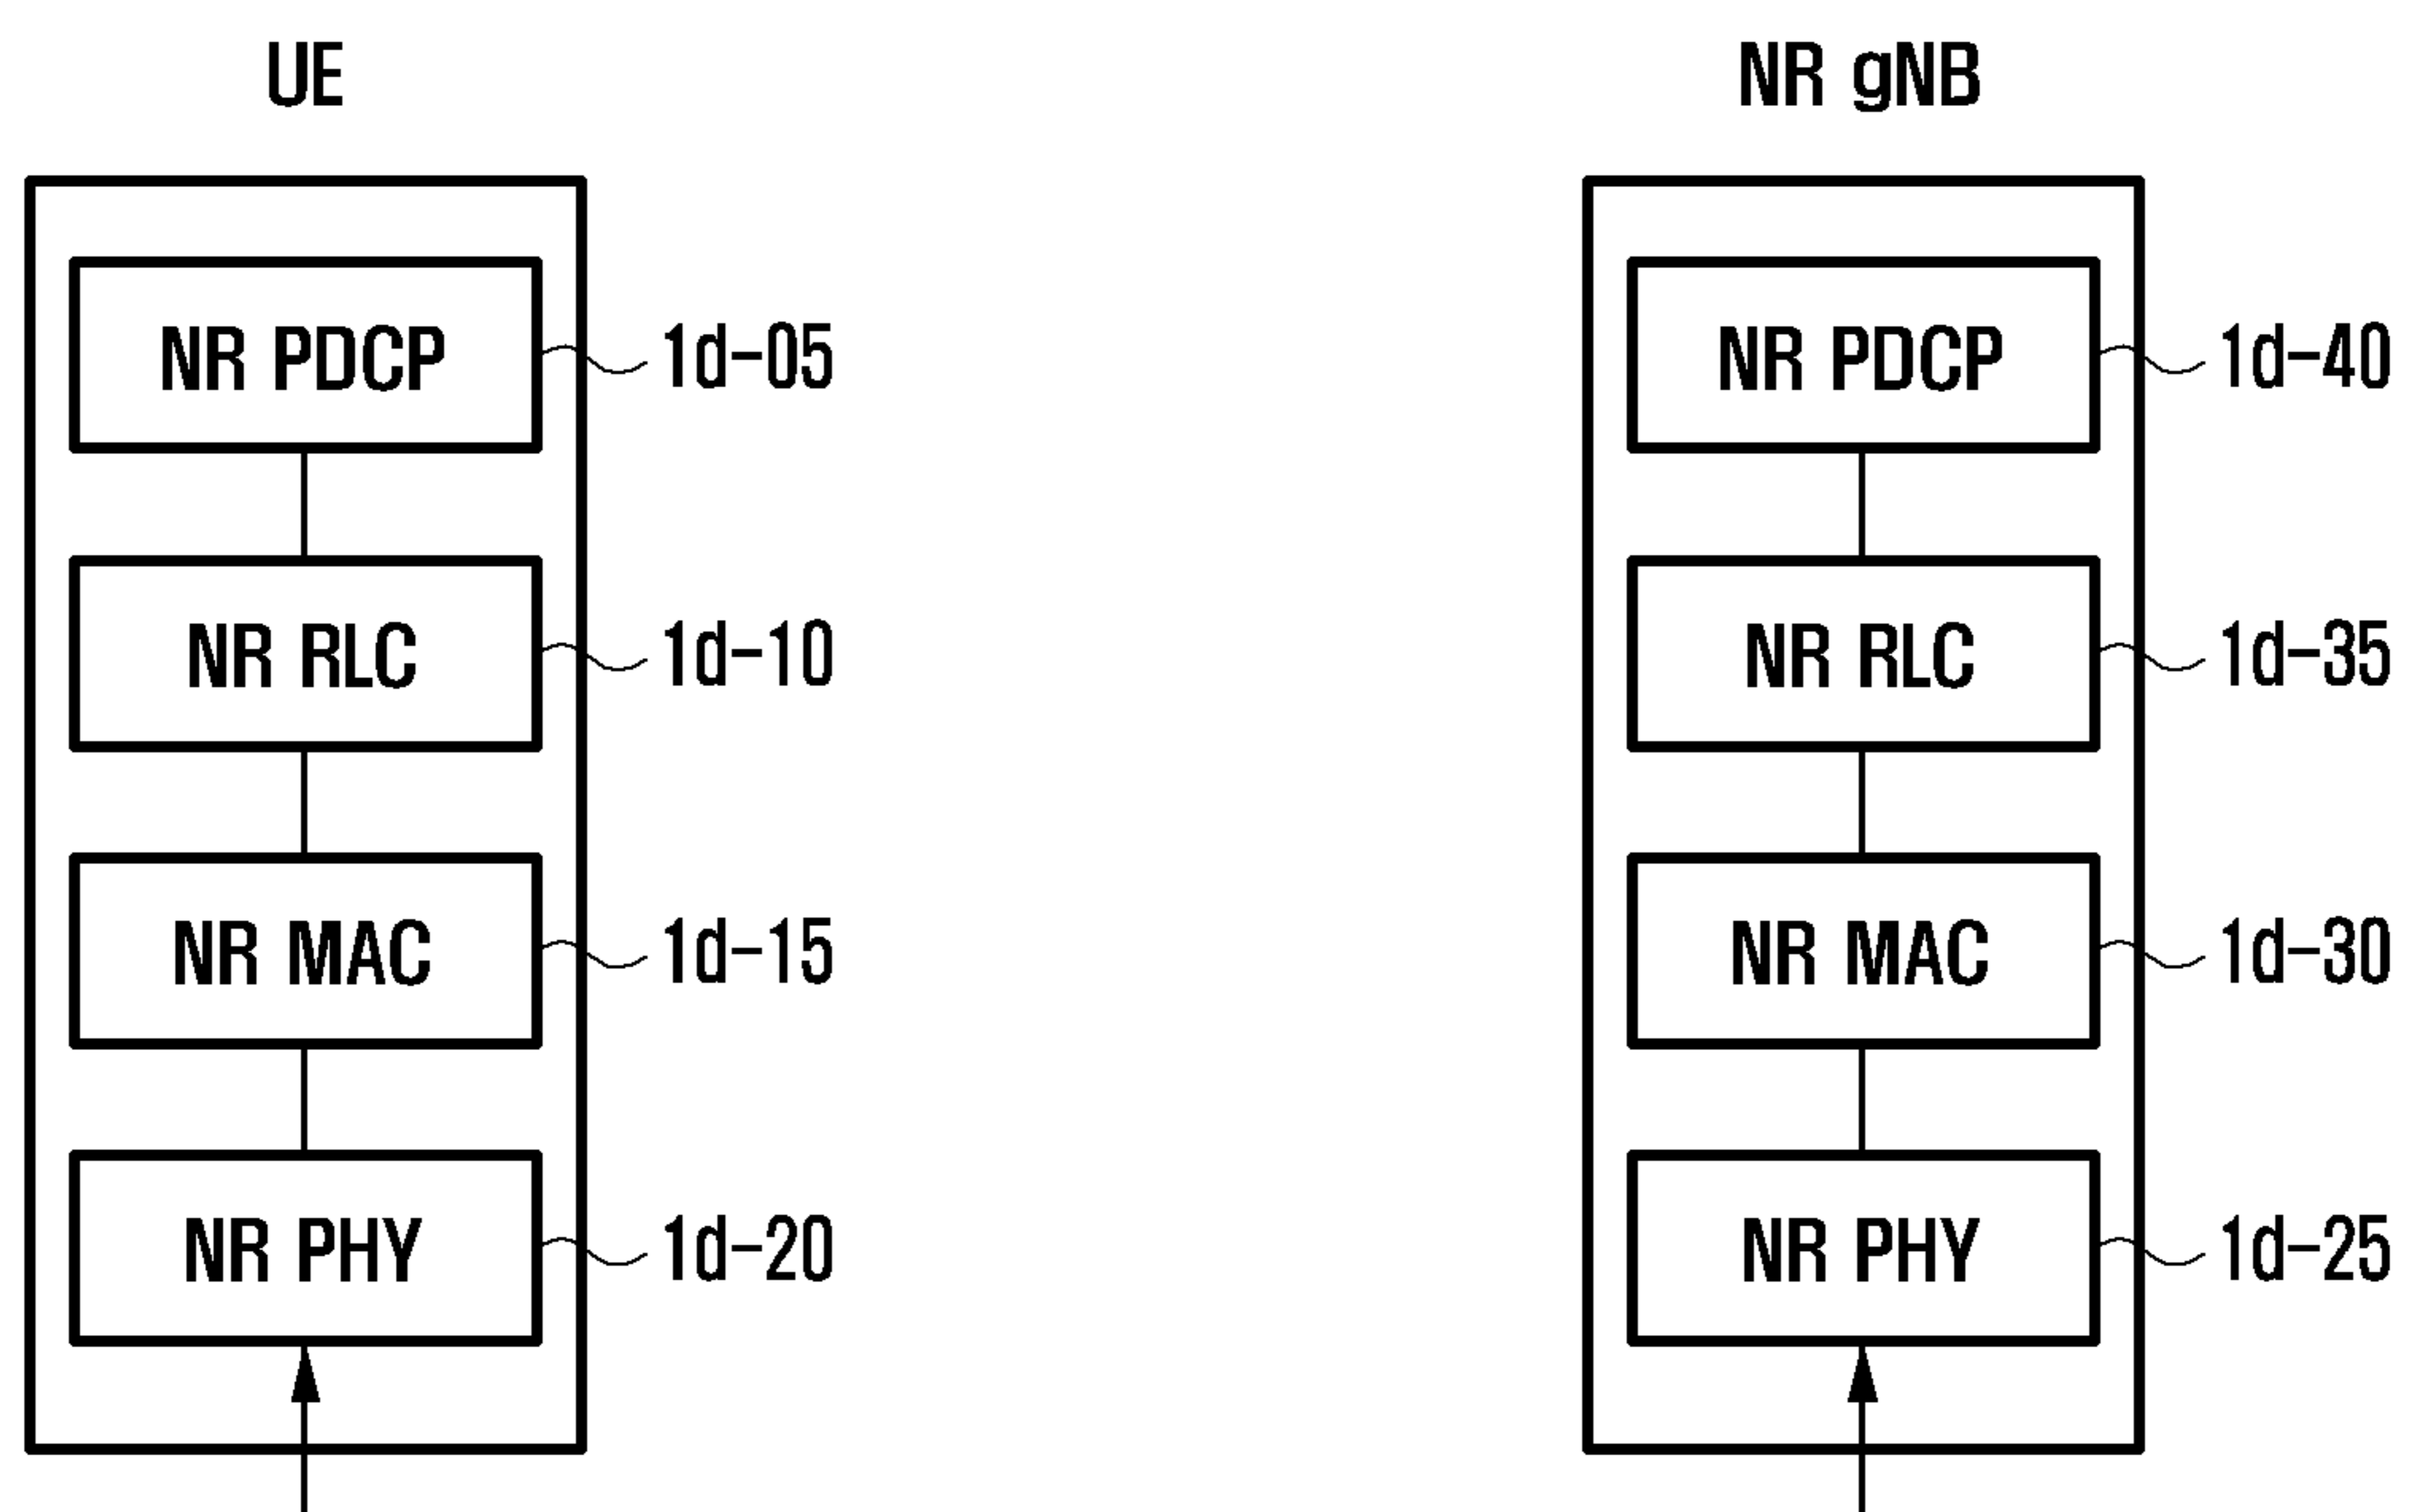 UE
NR gNB
NR PDCP
1d-05
NR PDCP
1d-40
NR RLC
1d-10
NR RLC
1d-35
NR MAC
1d-15
NR MAC
1d-30
NR PHY
1d-20
NR PHY
1d-25